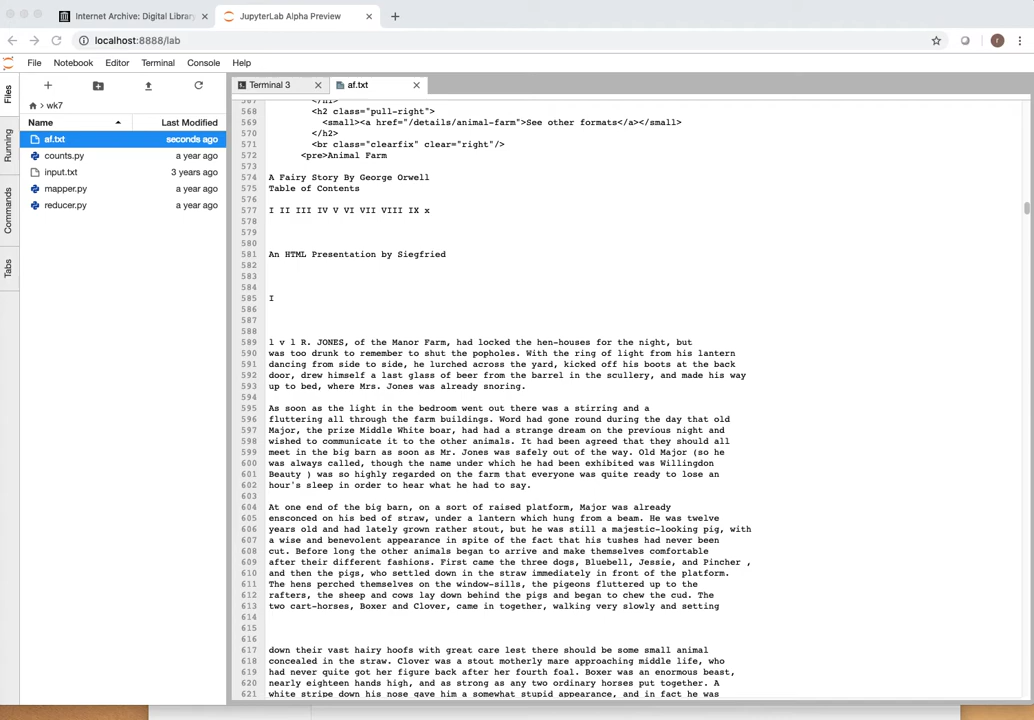 Internet Archive: Digital Library
JupyterLab Alpha Preview
localhost:8888/lab
r
File Notebook Editor Terminal Console Help
Files
Running
Commands
Tabs
wk7
Name Last Modified
af.txt seconds ago
counts.py a year ago
input.txt 3 years ago
mapper.py a year ago
reducer.py a year ago
Terminal 3
af.txt
567 </h1>
568 <h2 class="pull-right">
569 <small><a href="/details/animal-farm">See other formats</a></small>
570 </h2>
571 <br class="clearfix" clear="right"/>
572 <pre>Animal Farm
573
574 A Fairy Story By George Orwell
575 Table of Contents
576
577 I II III IV V VI VII VIII IX x
578
579
580
581 An HTML Presentation by Siegfried
582
583
584
585 I
586
587
588
589 l v l R. JONES, of the Manor Farm, had locked the hen-houses for the night, but
590 was too drunk to remember to shut the popholes. With the ring of light from his lantern
591 dancing from side to side, he lurched across the yard, kicked off his boots at the back
592 door, drew himself a last glass of beer from the barrel in the scullery, and made his way
593 up to bed, where Mrs. Jones was already snoring.
594
595 As soon as the light in the bedroom went out there was a stirring and a
596 fluttering all through the farm buildings. Word had gone round during the day that old
597 Major, the prize Middle White boar, had had a strange dream on the previous night and
598 wished to communicate it to the other animals. It had been agreed that they should all
599 meet in the big barn as soon as Mr. Jones was safely out of the way. Old Major (so he
600 was always called, though the name under which he had been exhibited was Willingdon
601 Beauty ) was so highly regarded on the farm that everyone was quite ready to lose an
602 hour's sleep in order to hear what he had to say.
603
604 At one end of the big barn, on a sort of raised platform, Major was already
605 ensconced on his bed of straw, under a lantern which hung from a beam. He was twelve
606 years old and had lately grown rather stout, but he was still a majestic-looking pig, with
607 a wise and benevolent appearance in spite of the fact that his tushes had never been
608 cut. Before long the other animals began to arrive and make themselves comfortable
609 after their different fashions. First came the three dogs, Bluebell, Jessie, and Pincher ,
610 and then the pigs, who settled down in the straw immediately in front of the platform.
611 The hens perched themselves on the window-sills, the pigeons fluttered up to the
612 rafters, the sheep and cows lay down behind the pigs and began to chew the cud. The
613 two cart-horses, Boxer and Clover, came in together, walking very slowly and setting
614
615
616
617 down their vast hairy hoofs with great care lest there should be some small animal
618 concealed in the straw. Clover was a stout motherly mare approaching middle life, who
619 had never quite got her figure back after her fourth foal. Boxer was an enormous beast,
620 nearly eighteen hands high, and as strong as any two ordinary horses put together. A
621 white stripe down his nose gave him a somewhat stupid appearance, and in fact he was